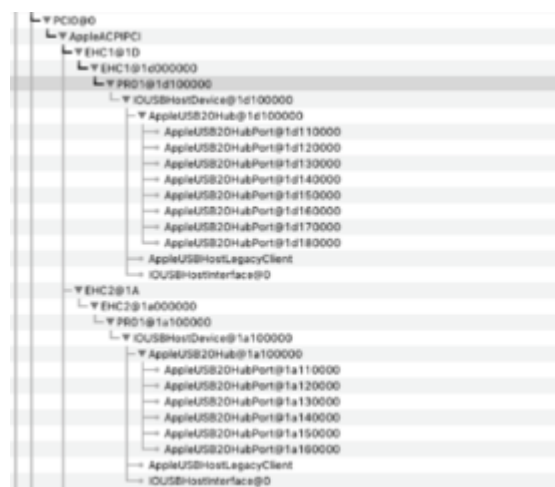 PCI0@0
AppleACPIPCI
EHC1@1D
EHC1@1d000000
PR01@1d100000
IOUSBHostDevice@1d100000
AppleUSB20Hub@1d100000
AppleUSB20HubPort@1d110000
AppleUSB20HubPort@1d120000
AppleUSB20HubPort@1d130000
AppleUSB20HubPort@1d140000
AppleUSB20HubPort@1d150000
AppleUSB20HubPort@1d160000
AppleUSB20HubPort@1d170000
AppleUSB20HubPort@1d180000
AppleUSBHostLegacyClient
IOUSBHostInterface@0
EHC2@1A
EHC2@1a000000
PR01@1a100000
IOUSBHostDevice@1a100000
AppleUSB20Hub@1a100000
AppleUSB20HubPort@1a110000
AppleUSB20HubPort@1a120000
AppleUSB20HubPort@1a130000
AppleUSB20HubPort@1a140000
AppleUSB20HubPort@1a150000
AppleUSB20HubPort@1a160000
AppleUSBHostLegacyClient
IOUSBHostInterface@0